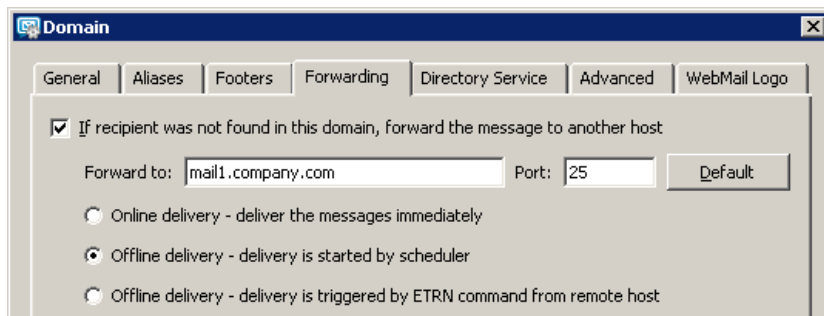 Domain
General Aliases Footers Forwarding Directory Service Advanced WebMail Logo
If recipient was not found in this domain, forward the message to another host
Forward to: mail1.company.com Port: 25 Default
Online delivery - deliver the messages immediately
Offline delivery - delivery is started by scheduler
Offline delivery - delivery is triggered by ETRN command from remote host